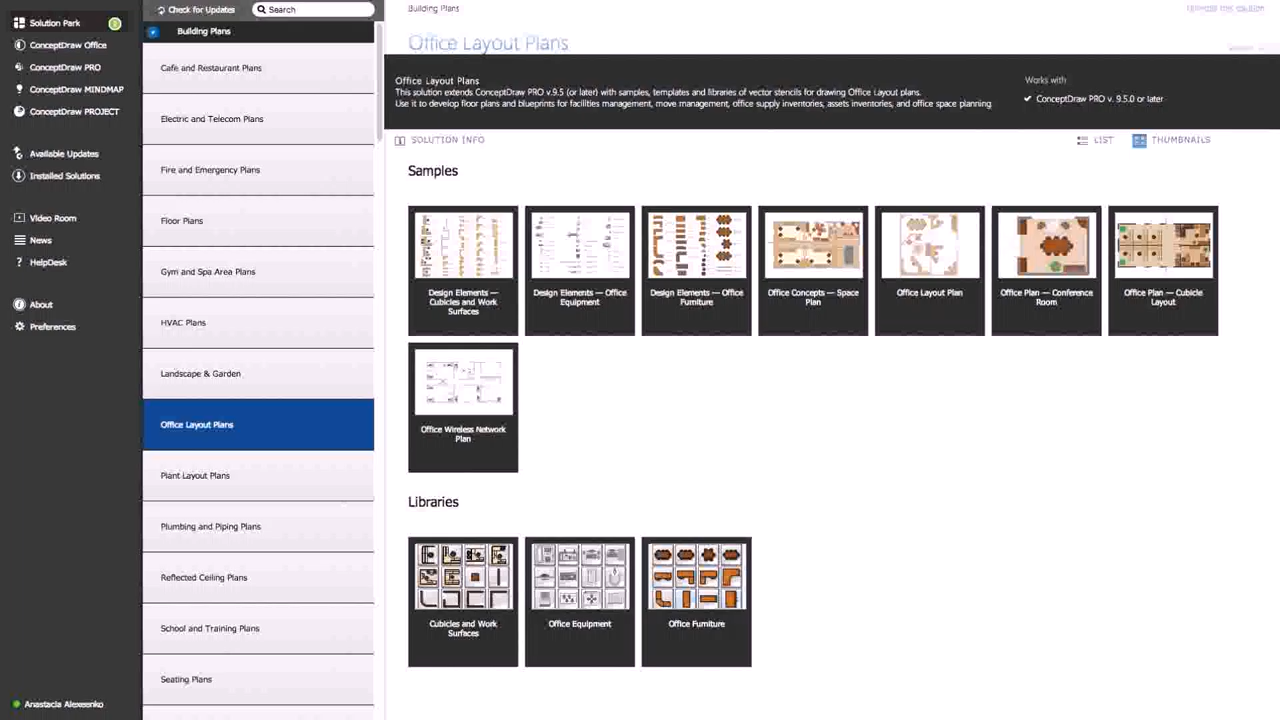 Solution Park
ConceptDraw Office
ConceptDraw PRO
ConceptDraw MINDMAP
ConceptDraw PROJECT
Available Updates
Installed Solutions
Video Room
News
HelpDesk
About
Preferences
Anastacia Alexeenko
Check for Updates
Search
Building Plans
Cafe and Restaurant Plans
Electric and Telecom Plans
Fire and Emergency Plans
Floor Plans
Gym and Spa Area Plans
HVAC Plans
Landscape & Garden
Office Layout Plans
Plant Layout Plans
Plumbing and Piping Plans
Reflected Ceiling Plans
School and Training Plans
Seating Plans
Building Plans
Office Layout Plans
Office Layout Plans
This solution extends ConceptDraw PRO v.9.5 (or later) with samples, templates and libraries of vector stencils for drawing Office Layout plans.
Use it to develop floor plans and blueprints for facilities management, move management, office supply inventories, assets inventories, and office space planning
Works with
ConceptDraw PRO v. 9.5.0 or later
SOLUTION INFO
LIST
THUMBNAILS
Samples
Design Elements —
Cubicles and Work
Surfaces
Design Elements — Office
Equipment
Design Elements — Office
Furniture
Office Concepts — Space
Plan
Office Layout Plan
Office Plan — Conference
Room
Office Plan — Cubicle
Layout
Office Wireless Network
Plan
Libraries
Cubicles and Work
Surfaces
Office Equipment
Office Furniture